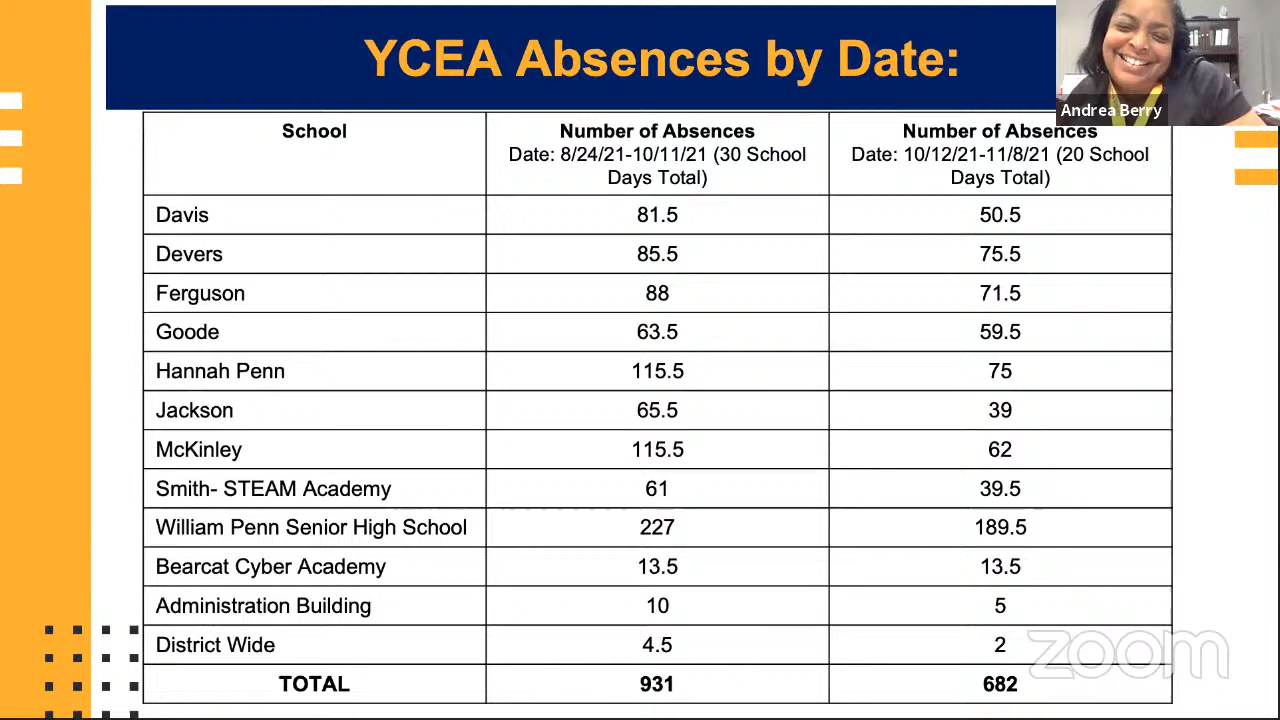 YCEA Absences by Date:
Andrea Berry
School
Number of Absences
Date: 8/24/21-10/11/21 (30 School
Days Total)
Number of Absences
Date: 10/12/21-11/8/21 (20 School
Days Total)
Davis 81.5 50.5
Devers 85.5 75.5
Ferguson 88 71.5
Goode 63.5 59.5
Hannah Penn 115.5 75
Jackson 65.5 39
McKinley 115.5 62
Smith- STEAM Academy 61 39.5
William Penn Senior High School 227 189.5
Bearcat Cyber Academy 13.5 13.5
Administration Building 10 5
District Wide 4.5 2
TOTAL 931 682
zoom